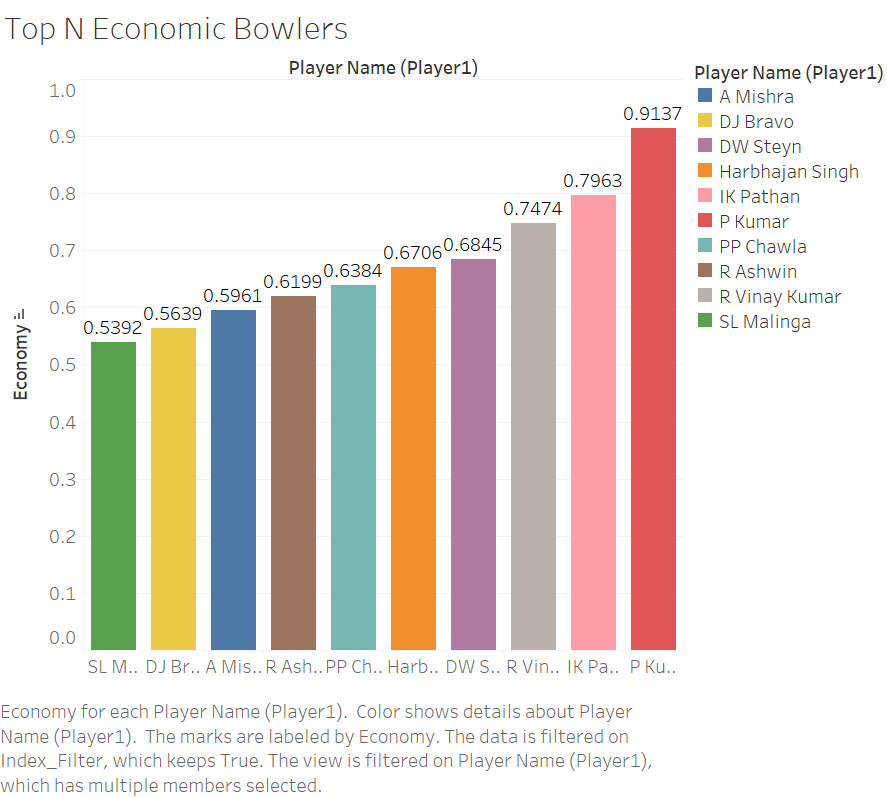 Top N Economic Bowlers
Player Name (Player1)
Player Name (Player1)
A Mishra
DJ Bravo
DW Steyn
Harbhajan Singh
IK Pathan
P Kumar
PP Chawla
R Ashwin
R Vinay Kumar
SL Malinga
Economy
1.0
0.9
0.8
0.7
0.6
0.5
0.4
0.3
0.2
0.1
0.0
0.5392
0.5639
0.5961
0.6199
0.6384
0.6706
0.6845
0.7474
0.7963
0.9137
SL M.. DJ Br.. A Mis.. R Ash.. PP Ch.. Harb.. DW S.. R Vin.. IK Pa.. P Ku..
Economy for each Player Name (Player1). Color shows details about Player
Name (Player1). The marks are labeled by Economy. The data is filtered on
Index_Filter, which keeps True. The view is filtered on Player Name (Player1),
which has multiple members selected.